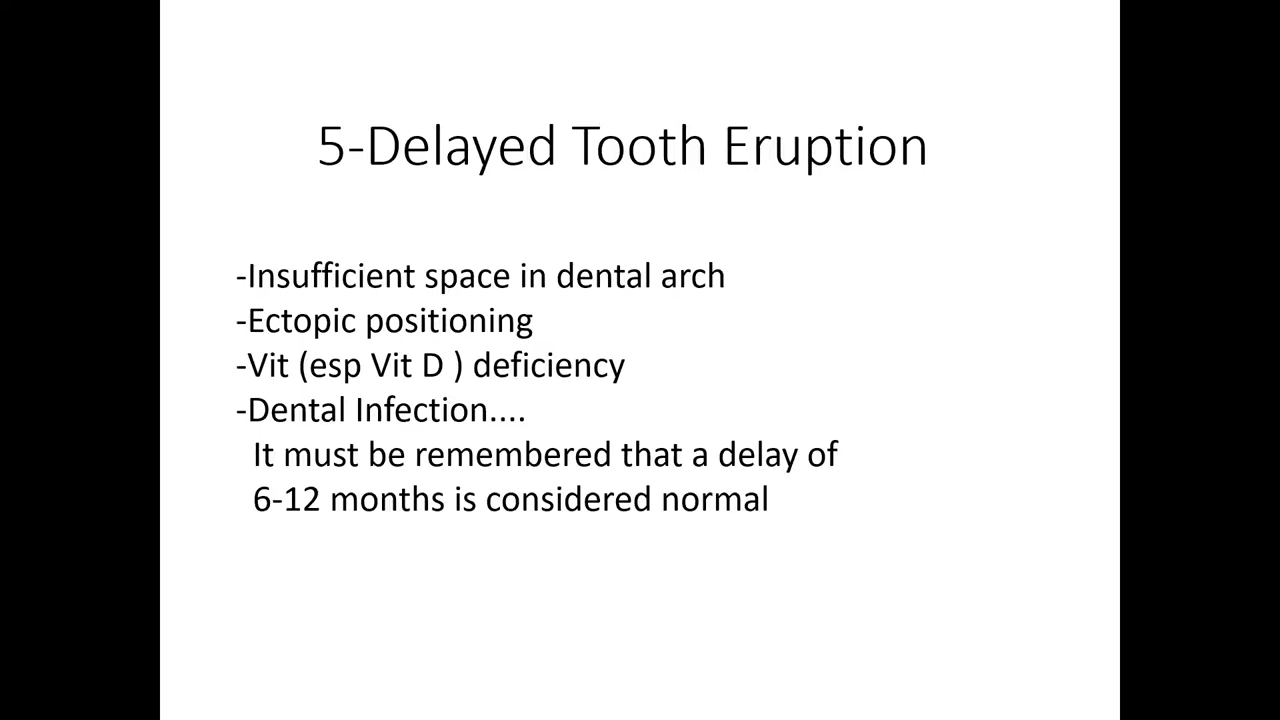 5-Delayed Tooth Eruption
-Insufficient space in dental arch
-Ectopic positioning
-Vit (esp Vit D ) deficiency
-Dental Infection....
It must be remembered that a delay of
6-12 months is considered normal